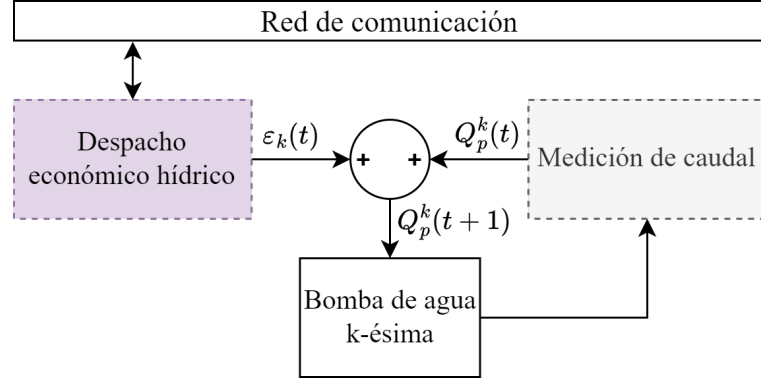 Red de comunicación
Despacho
económico hídrico
εₖ(t)
+ +
Qₚᵏ(t)
Medición de caudal
Qₚᵏ(t + 1)
Bomba de agua
k-ésima